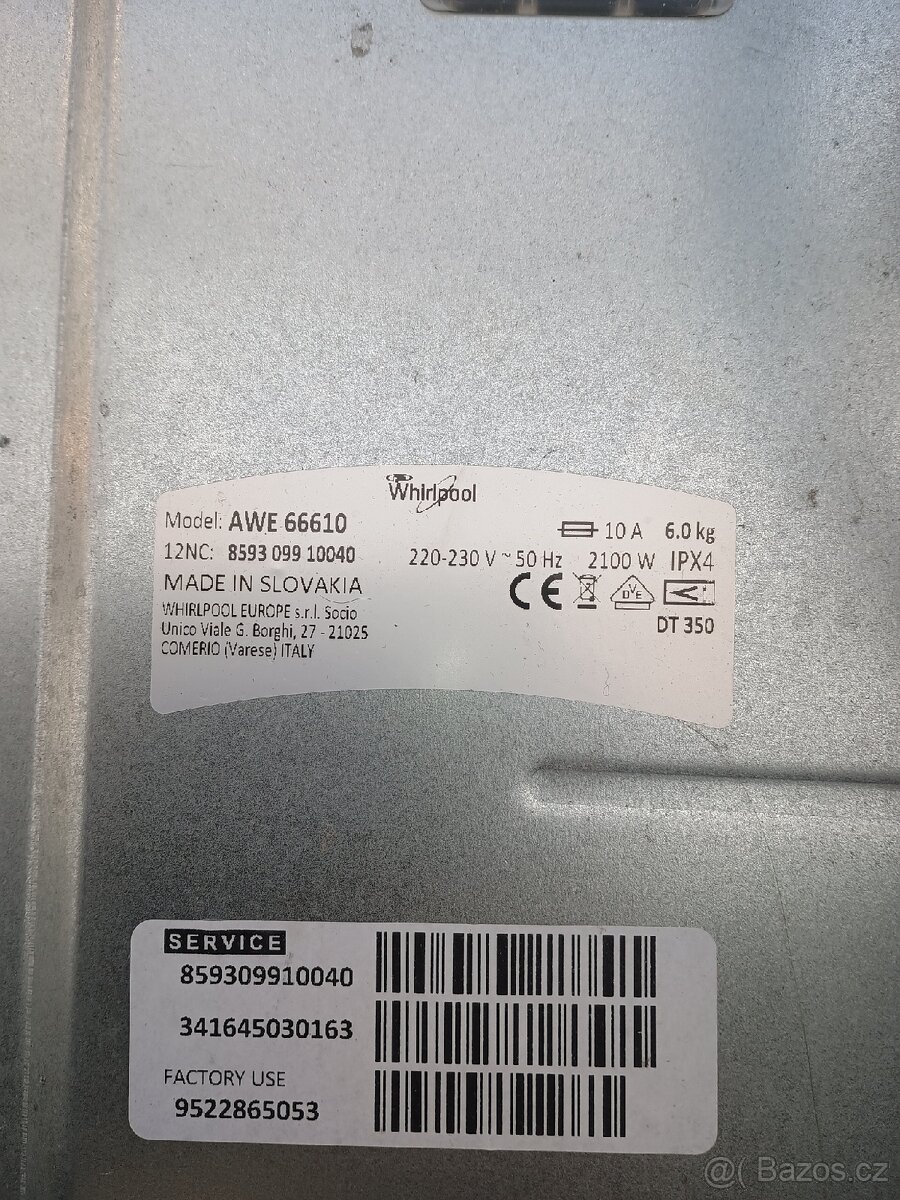 Whirlpool
Model: AWE 66610
10 A 6.0 kg
12NC: 8593 099 10040
220-230 V ~ 50 Hz 2100 W IPX4
MADE IN SLOVAKIA
CE
DVE
WHIRLPOOL EUROPE s.r.l. Socio
Unico Viale G. Borghi, 27 - 21025
COMERIO (Varese) ITALY
DT 350
SERVICE
859309910040
341645030163
FACTORY USE
9522865053
@( Bazos.cz